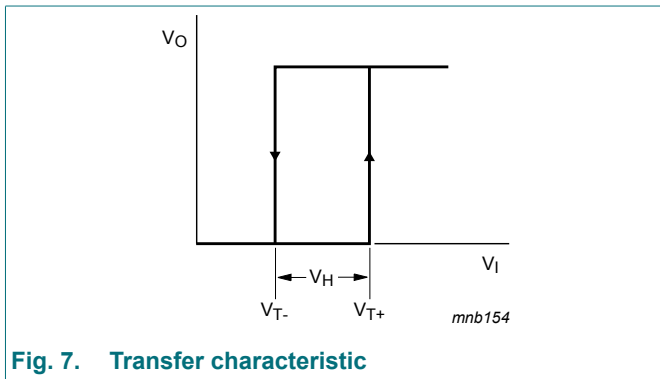 VO
VI
VH
VT-
VT+
mnb154
Fig. 7. Transfer characteristic